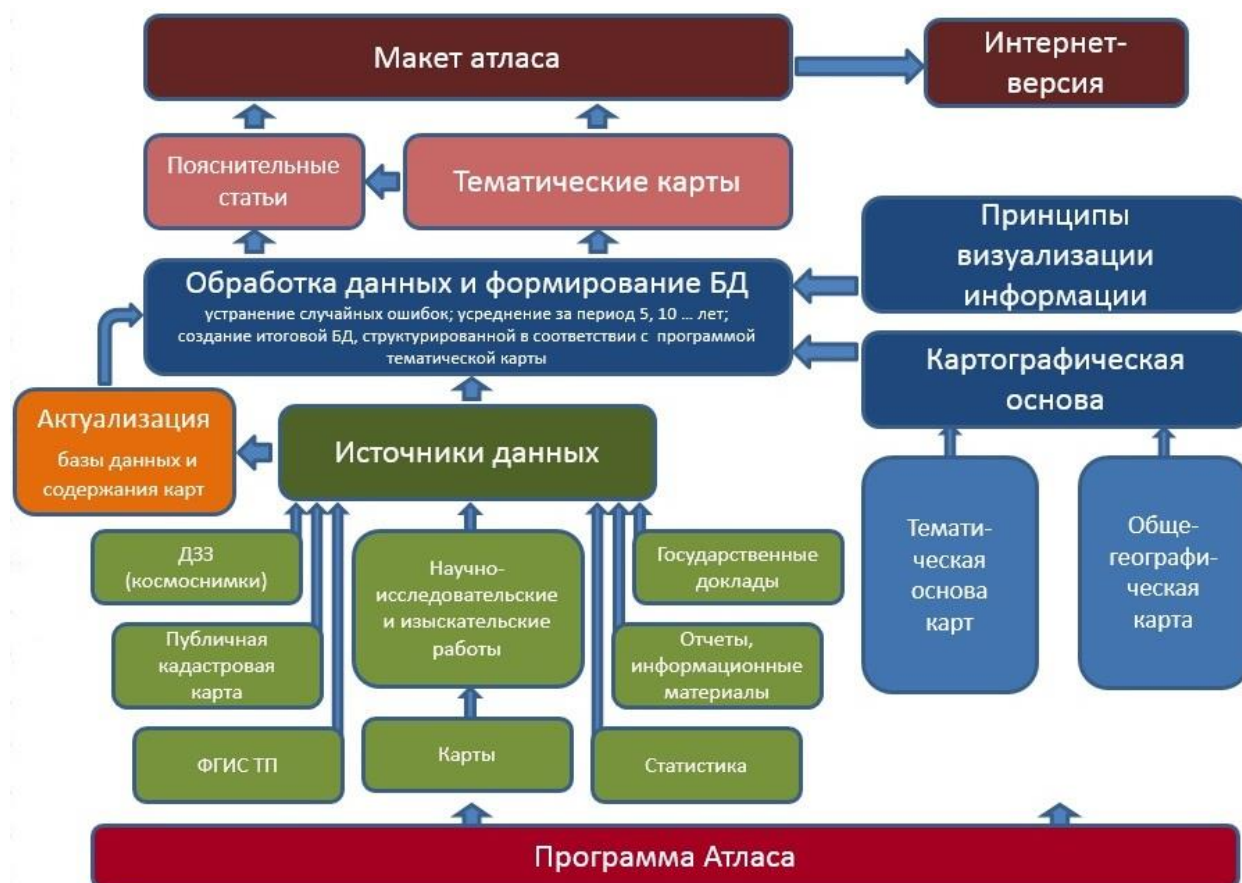 Макет атласа
Интернет-
версия
Пояснительные
статьи
Тематические карты
Принципы
визуализации
информации
Обработка данных и формирование БД
устранение случайных ошибок; усреднение за период 5, 10 ... лет;
создание итоговой БД, структурированной в соответствии с программой
тематической карты
Картографическая
основа
Актуализация
базы данных и
содержания карт
Источники данных
ДЗЗ
(космоснимки)
Научно-
исследовательские
и изыскательские
работы
Государственные
доклады
Темати-
ческая
основа
карт
Обще-
географи-
ческая
карта
Публичная
кадастровая
карта
Отчеты,
информационные
материалы
ФГИС ТП
Карты
Статистика
Программа Атласа